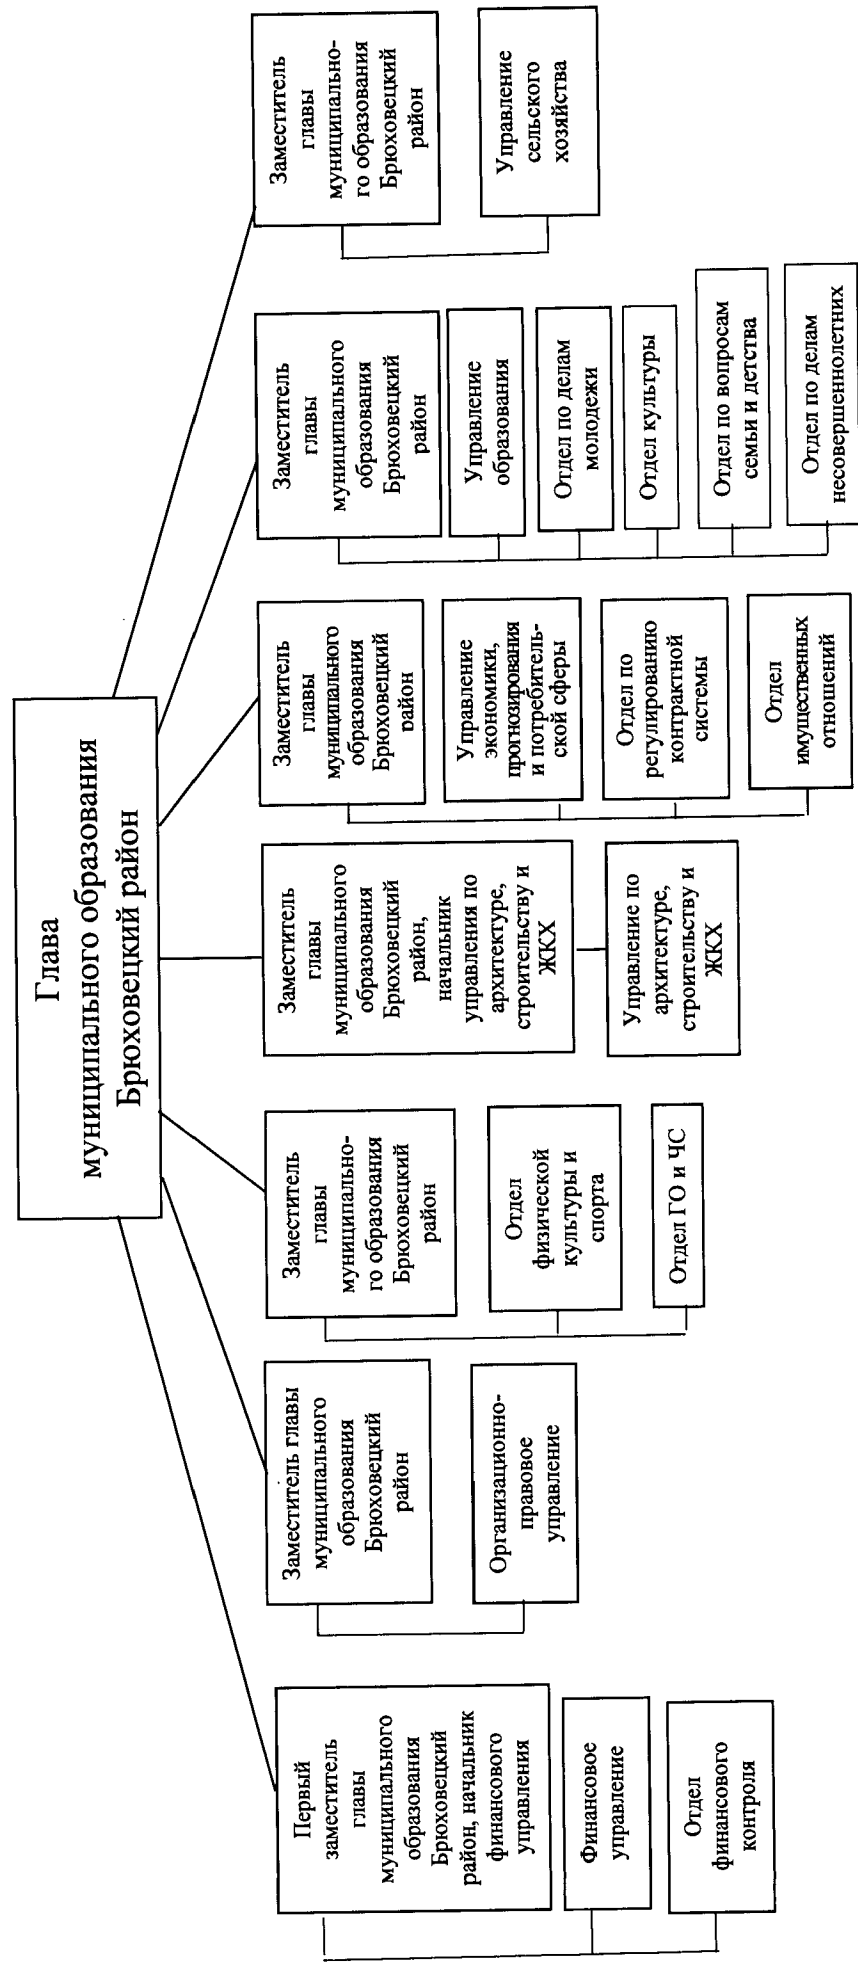 Глава
муниципального образования
Брюховецкий район
Первый
заместитель
главы
муниципального
образования
Брюховецкий
район, начальник
финансового
управления
Финансовое
управление
Отдел
финансового
контроля
Заместитель главы
муниципального
образования
Брюховецкий
район
Организационно-
правовое
управление
Заместитель
главы
муниципально-
го образования
Брюховецкий
район
Отдел
физической
культуры и
спорта
Отдел ГО и ЧС
Заместитель
главы
муниципального
образования
Брюховецкий
район,
начальник
управления по
архитектуре,
строительству и
ЖКХ
Управление по
архитектуре,
строительству и
ЖКХ
Заместитель
главы
муниципального
образования
Брюховецкий
район
Управление
экономики,
прогнозирования
и потребитель-
ской сферы
Отдел по
регулированию
контрактной
системы
Отдел
имущественных
отношений
Заместитель
главы
муниципального
образования
Брюховецкий
район
Управление
образования
Отдел по делам
молодежи
Отдел культуры
Отдел по вопросам
семьи и детства
Отдел по делам
несовершеннолетних
Заместитель
главы
муниципально-
го образования
Брюховецкий
район
Управление
сельского
хозяйства